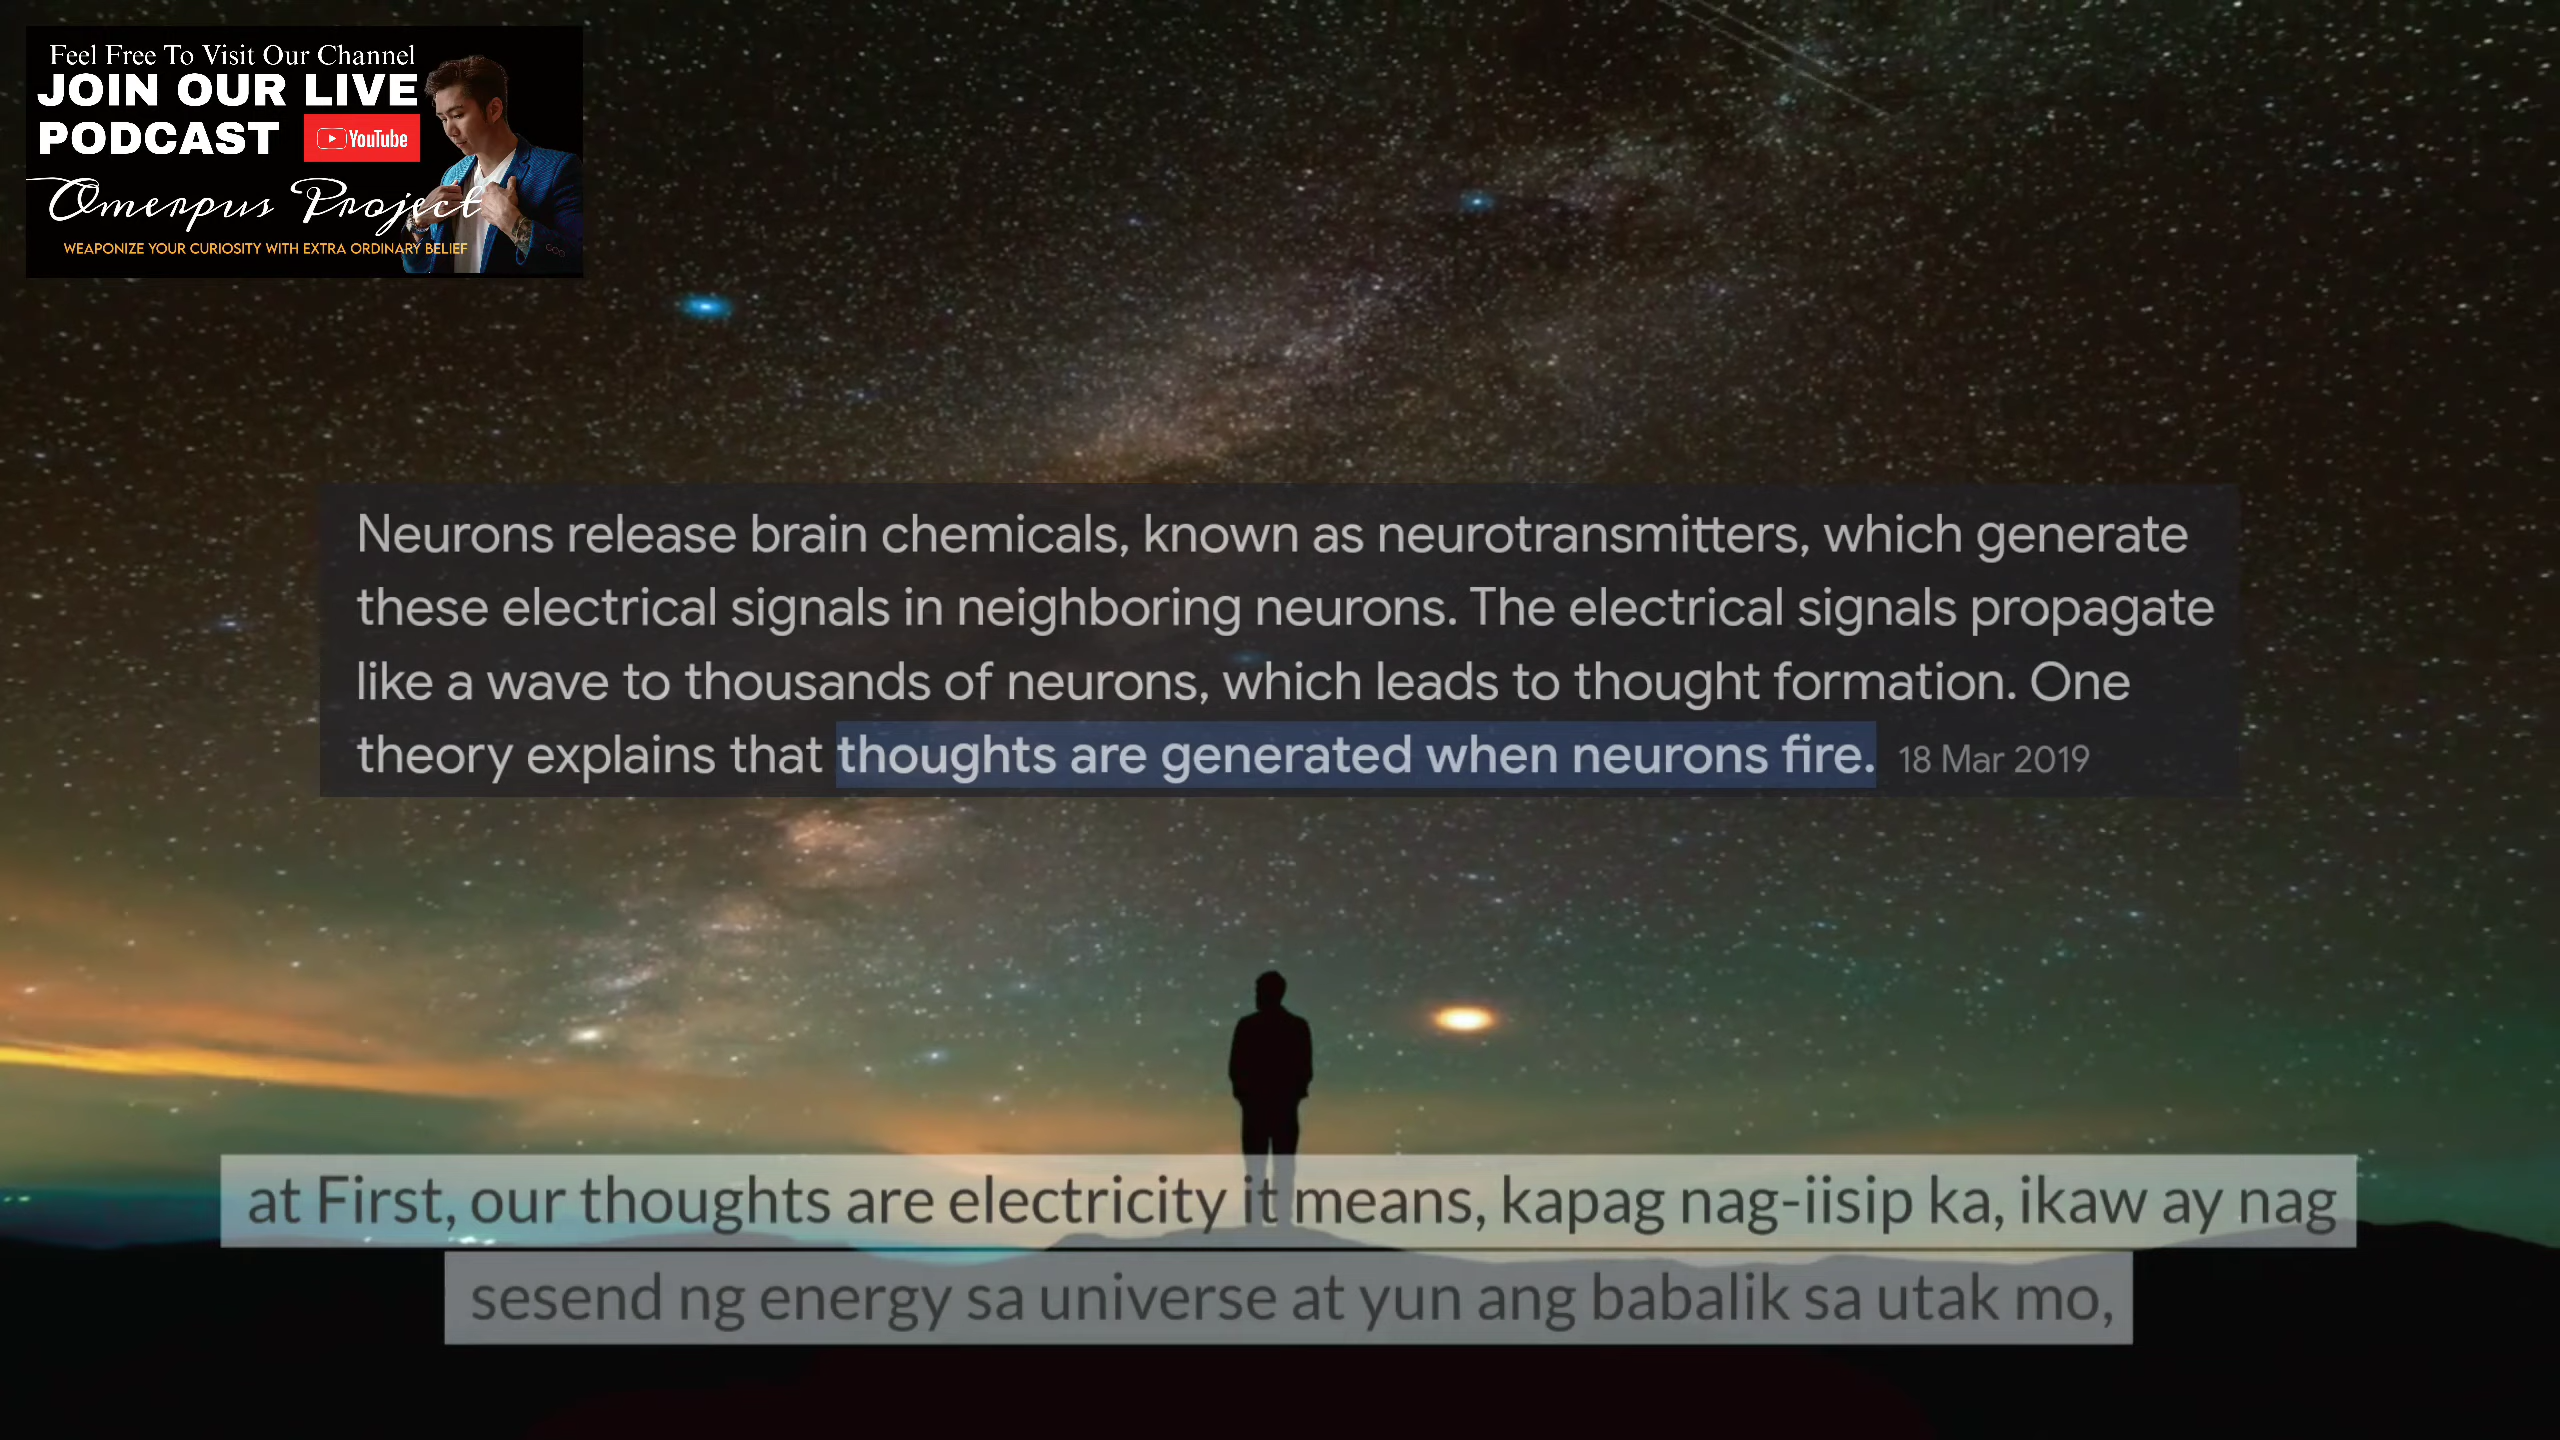 Feel Free To Visit Our Channel
JOIN OUR LIVE
PODCAST YouTube
Omerpus Project
WEAPONIZE YOUR CURIOSITY WITH EXTRA ORDINARY BELIEF
Neurons release brain chemicals, known as neurotransmitters, which generate
these electrical signals in neighboring neurons. The electrical signals propagate
like a wave to thousands of neurons, which leads to thought formation. One
theory explains that thoughts are generated when neurons fire. 18 Mar 2019
at First, our thoughts are electricity it means, kapag nag-iisip ka, ikaw ay nag
sesend ng energy sa universe at yun ang babalik sa utak mo,